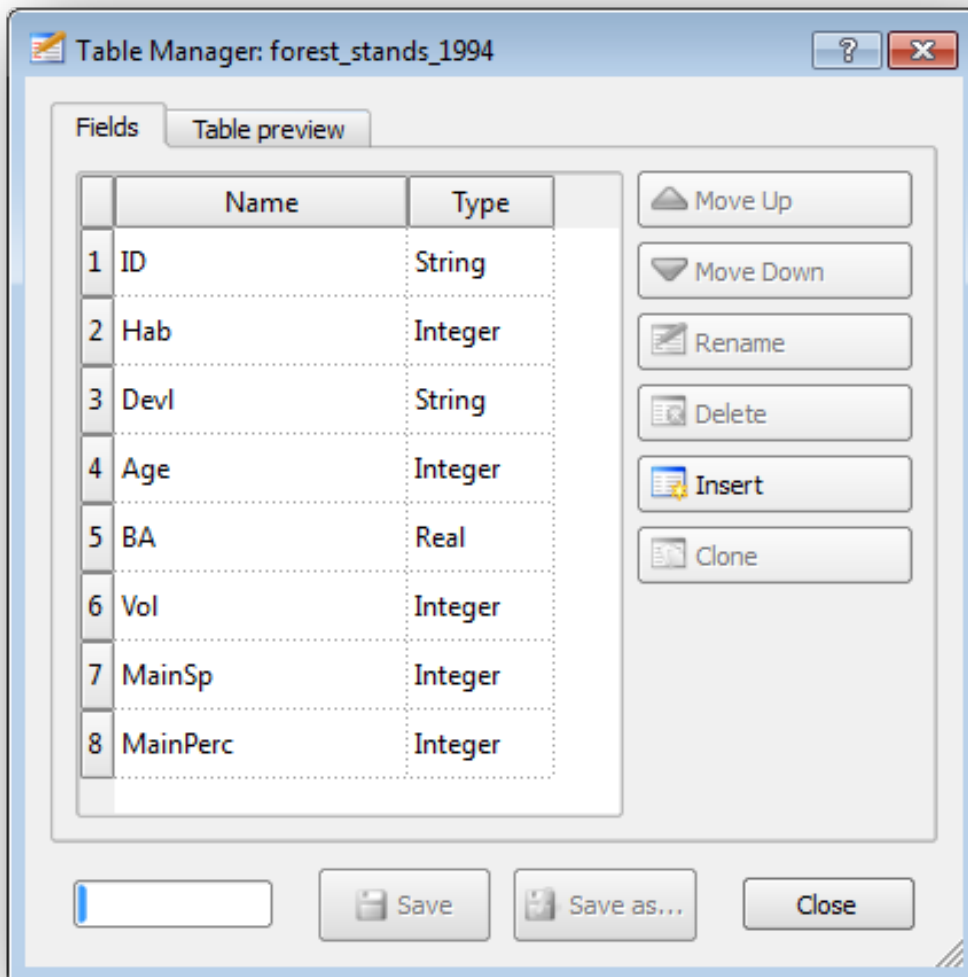 Table Manager: forest_stands_1994
?
Fields Table preview
Name Type
1 ID String
2 Hab Integer
3 Devl String
4 Age Integer
5 BA Real
6 Vol Integer
7 MainSp Integer
8 MainPerc Integer
Move Up
Move Down
Rename
Delete
Insert
Clone
Save Save as... Close